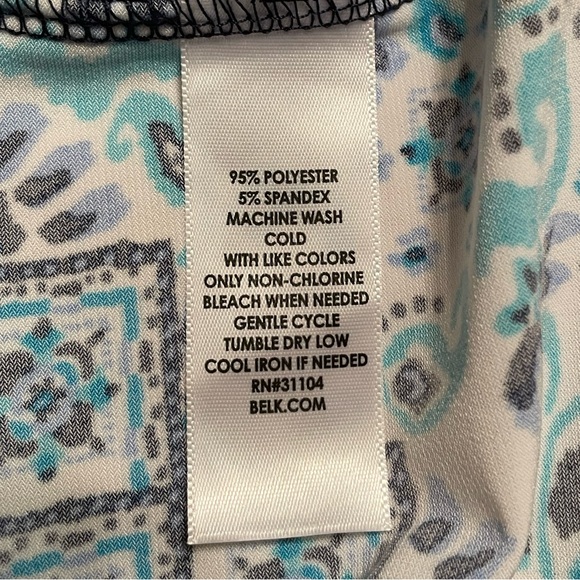 95% POLYESTER
5% SPANDEX
MACHINE WASH
COLD
WITH LIKE COLORS
ONLY NON-CHLORINE
BLEACH WHEN NEEDED
GENTLE CYCLE
TUMBLE DRY LOW
COOL IRON IF NEEDED
RN#31104
BELK.COM